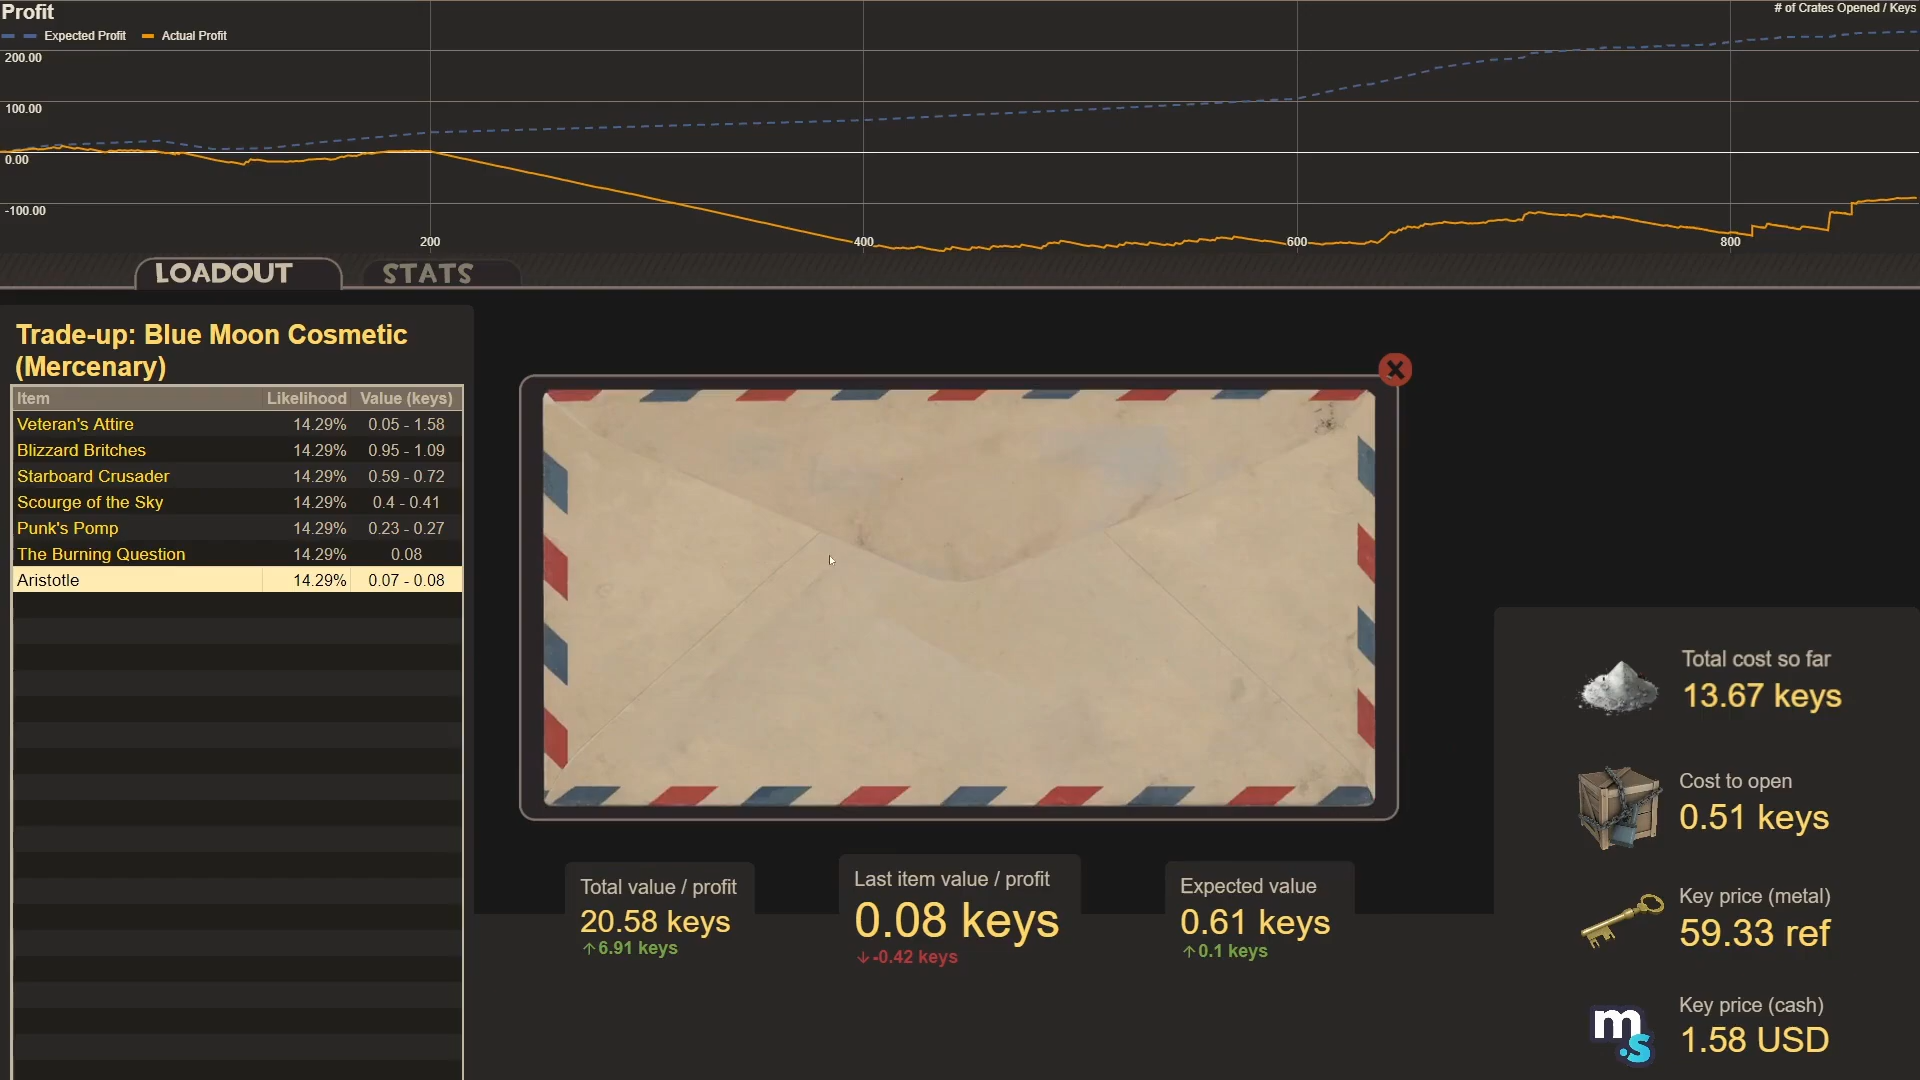 Profit
# of Crates Opened / Keys
Expected Profit Actual Profit
200.00
100.00
0.00
-100.00
200 400 600 800
LOADOUT STATS
Trade-up: Blue Moon Cosmetic
(Mercenary)
Item Likelihood Value (keys)
Veteran's Attire 14.29% 0.05 - 1.58
Blizzard Britches 14.29% 0.95 - 1.09
Starboard Crusader 14.29% 0.59 - 0.72
Scourge of the Sky 14.29% 0.4 - 0.41
Punk's Pomp 14.29% 0.23 - 0.27
The Burning Question 14.29% 0.08
Aristotle 14.29% 0.07 - 0.08
Total value / profit
20.58 keys
↑6.91 keys
Last item value / profit
0.08 keys
↓-0.42 keys
Expected value
0.61 keys
↑0.1 keys
Total cost so far
13.67 keys
Cost to open
0.51 keys
Key price (metal)
59.33 ref
Key price (cash)
1.58 USD
m.s